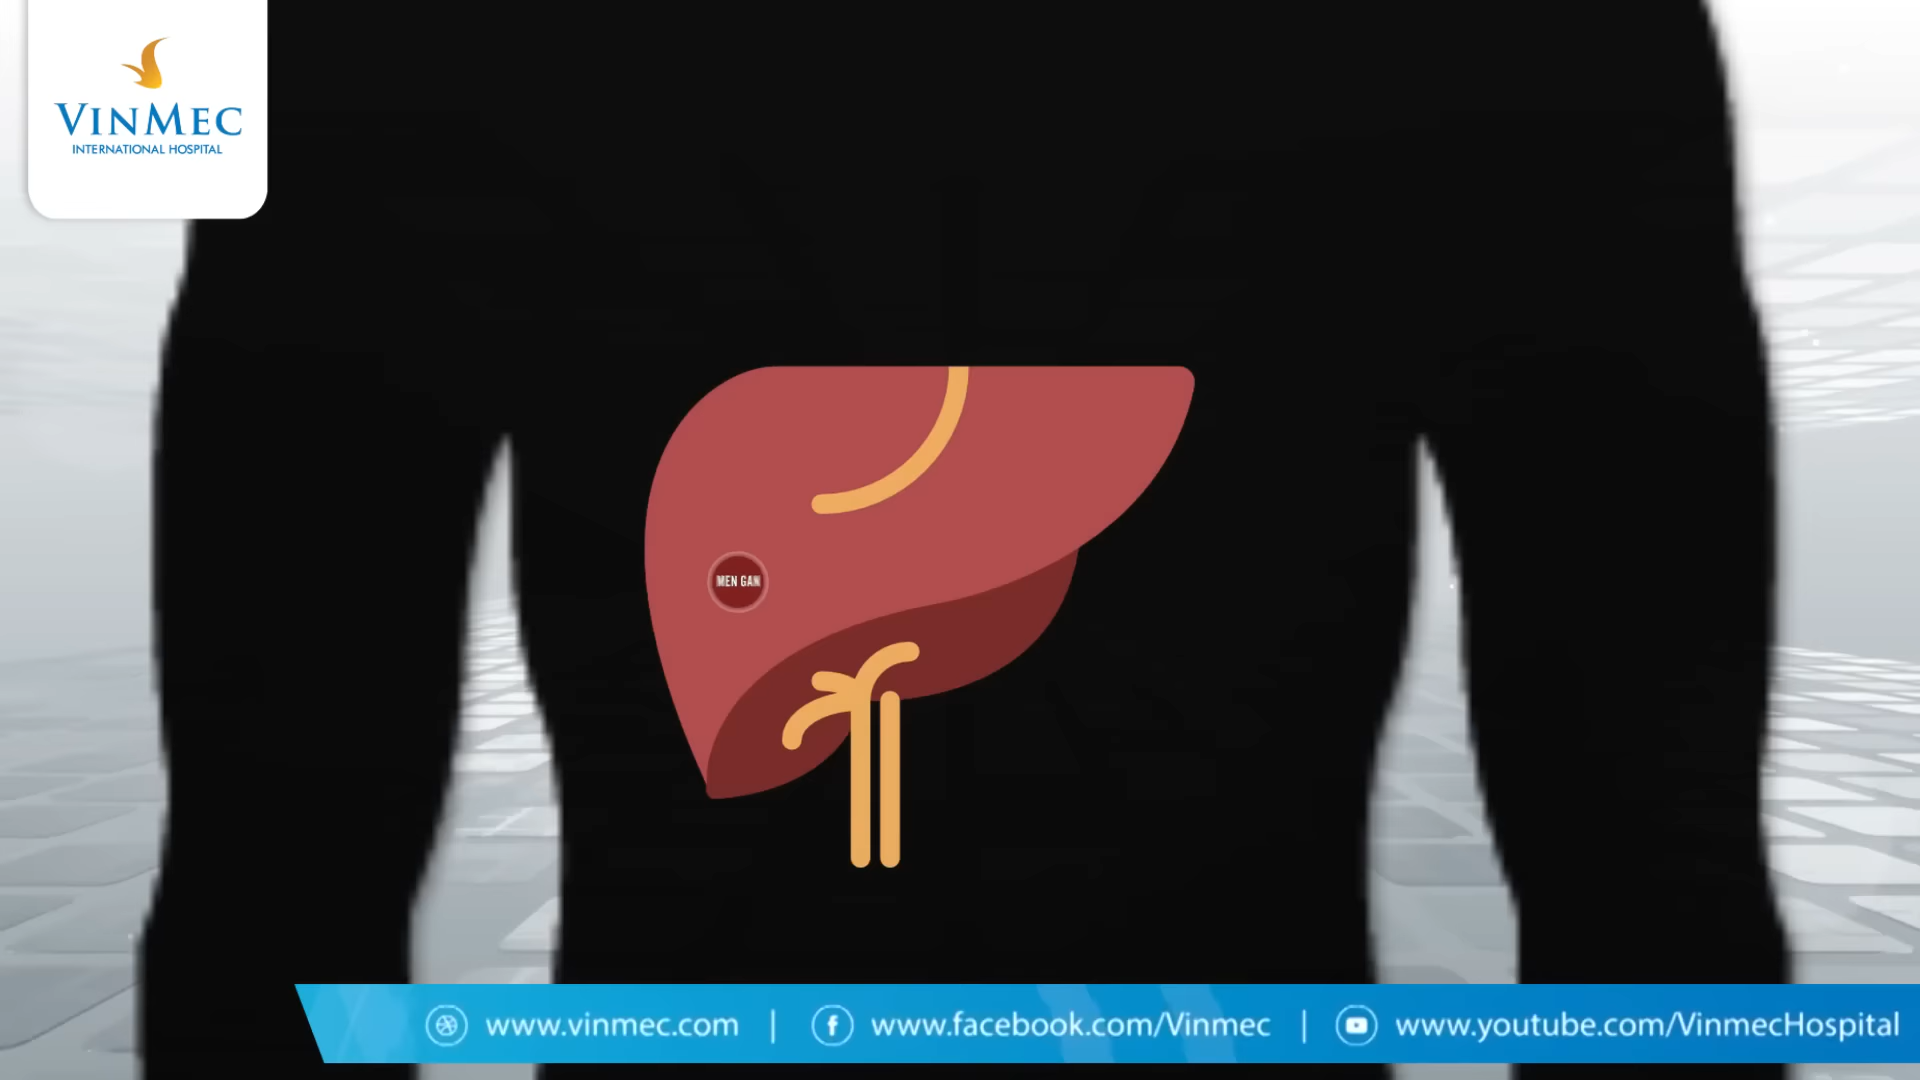 VINMEC
INTERNATIONAL HOSPITAL
MEN GAN
www.vinmec.com | www.facebook.com/Vinmec | www.youtube.com/VinmecHospital